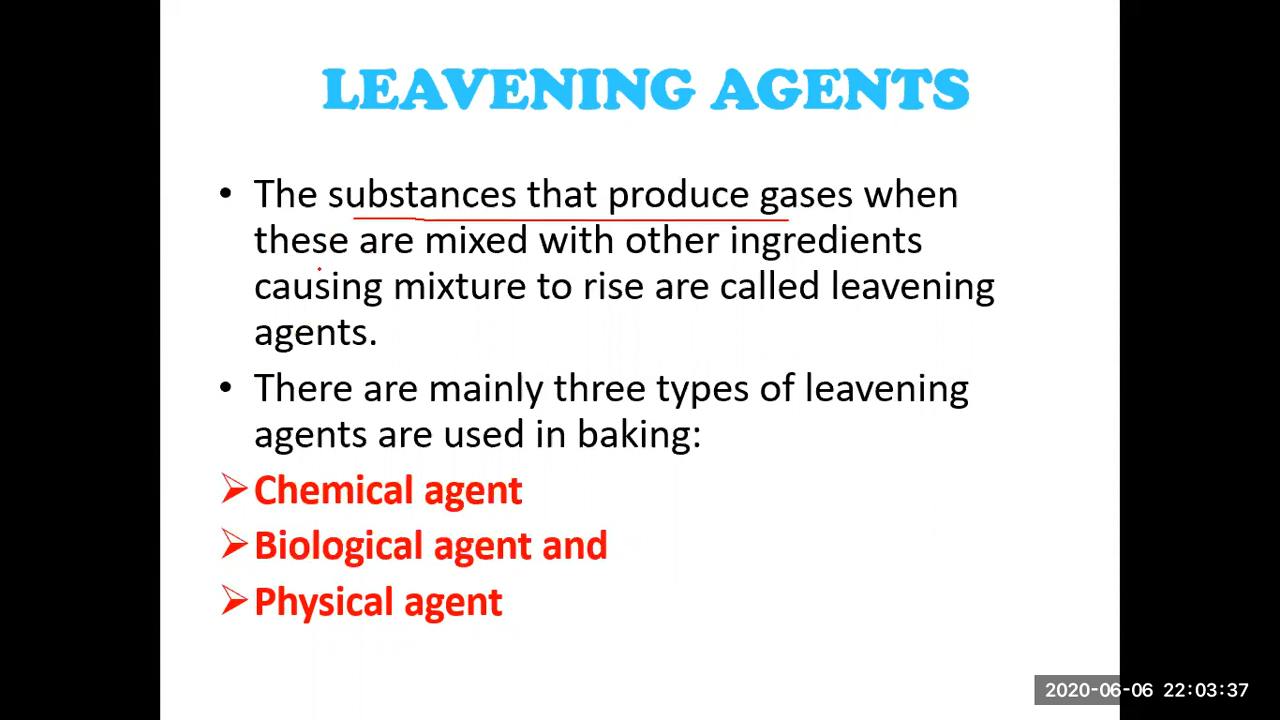 LEAVENING AGENTS
• The substances that produce gases when
these are mixed with other ingredients
causing mixture to rise are called leavening
agents.
• There are mainly three types of leavening
agents are used in baking:
➢Chemical agent
➢Biological agent and
➢Physical agent
2020-06-06 22:03:37